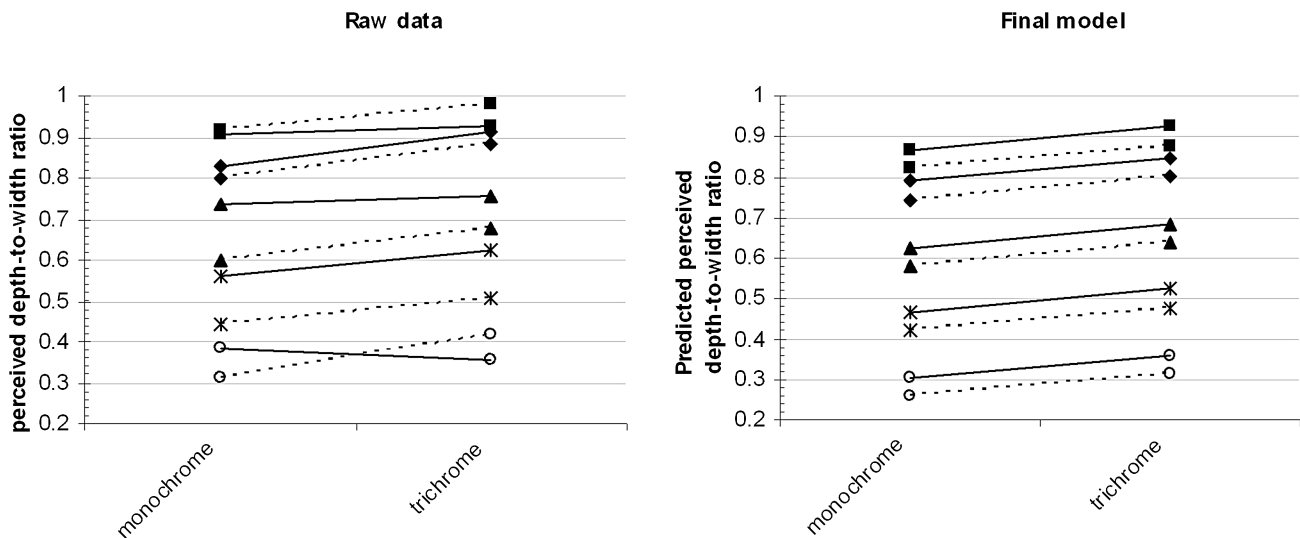 Raw data
perceived depth-to-width ratio
1
0.9
0.8
0.7
0.6
0.5
0.4
0.3
0.2
monochrome
trichrome
Final model
Predicted perceived
depth-to-width ratio
1
0.9
0.8
0.7
0.6
0.5
0.4
0.3
0.2
monochrome
trichrome